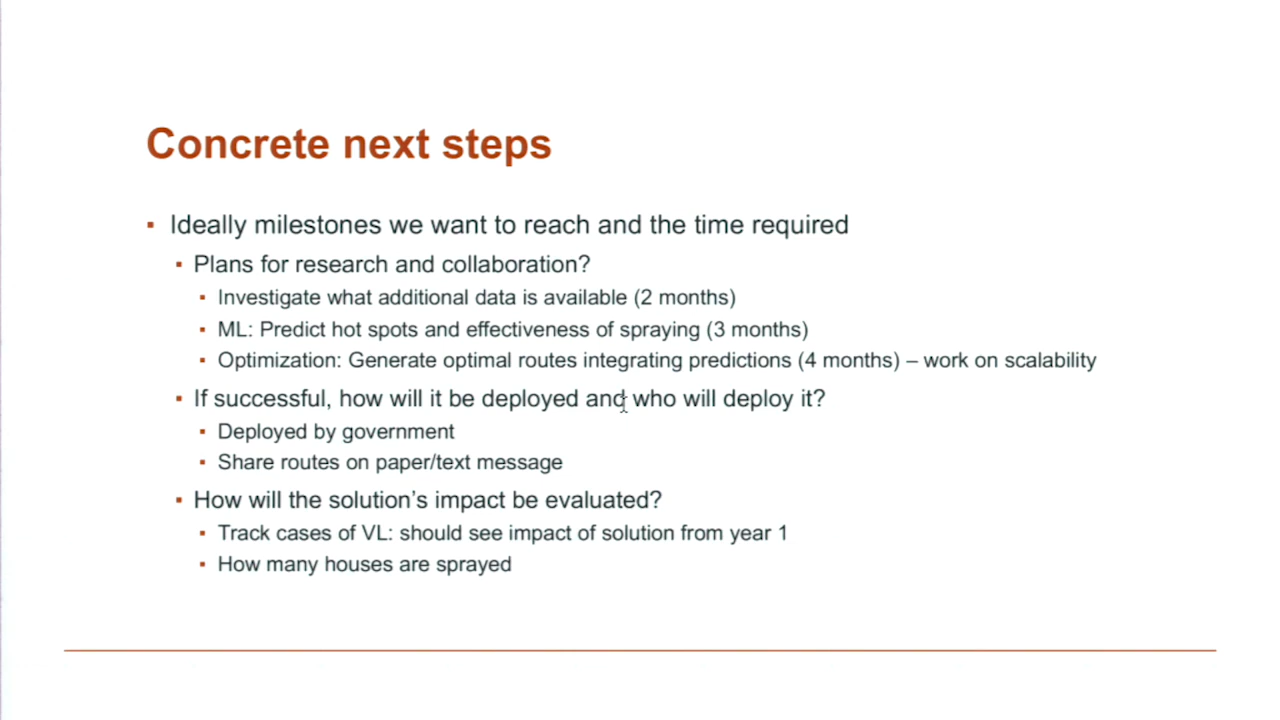 Concrete next steps
▪ Ideally milestones we want to reach and the time required
▪ Plans for research and collaboration?
▪ Investigate what additional data is available (2 months)
▪ ML: Predict hot spots and effectiveness of spraying (3 months)
▪ Optimization: Generate optimal routes integrating predictions (4 months) – work on scalability
▪ If successful, how will it be deployed and who will deploy it?
▪ Deployed by government
▪ Share routes on paper/text message
▪ How will the solution’s impact be evaluated?
▪ Track cases of VL: should see impact of solution from year 1
▪ How many houses are sprayed